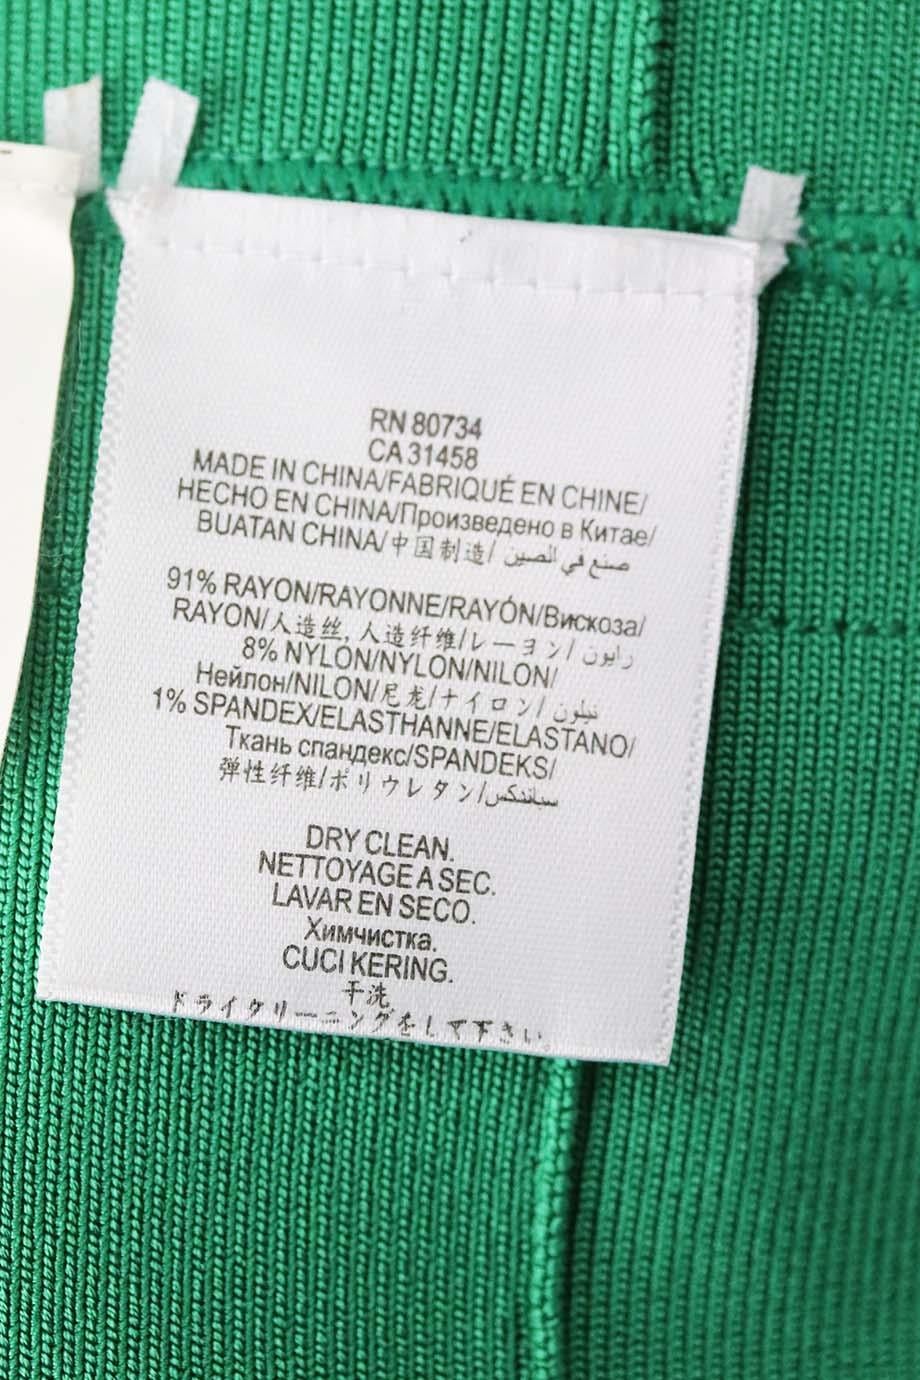 RN 80734
CA 31458
MADE IN CHINA/FABRIQUÉ EN CHINE/
HECHO EN CHINA/Произведено в Китае/
BUATAN CHINA/中国制造/ صنع في الصين
91% RAYON/RAYONNE/RAYÓN/Вискоза/
RAYON/人造丝, 人造纤维/レーヨン/ رايون
8% NYLON/NYLON/NILON/
Нейлон/NILON/尼龙/ナイロン/ نيلون
1% SPANDEX/ELASTHANNE/ELASTANO/
Ткань спандекс/SPANDEKS/
弹性纤维/ポリウレタン/سباندكس
DRY CLEAN.
NETTOYAGE A SEC.
LAVAR EN SECO.
Химчистка.
CUCI KERING.
干洗
ドライクリーニングをして下さい。